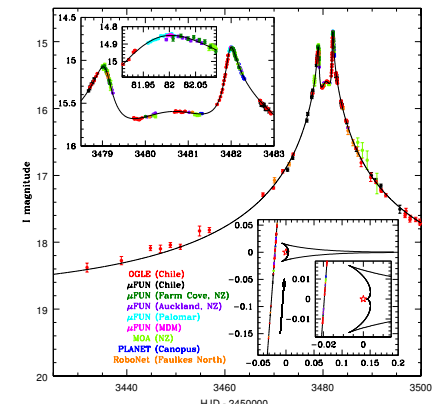 14.5
14.8
14.9
15
15
15
81.95 82 82.05
15.5
16
16
3479 3480 3481 3482 3483
17
I magnitude
18
0.05
0
-0.05
-0.1
-0.15
0.01
0
-0.01
-0.02 0
-0.05 0 0.05 0.1 0.15 0.2
OGLE (Chile)
μFUN (Chile)
μFUN (Farm Cove, NZ)
μFUN (Auckland, NZ)
μFUN (Palomar)
μFUN (MDM)
MOA (NZ)
PLANET (Canopus)
RoboNet (Faulkes North)
19
20
3440 3460 3480 3500
HJD - 2450000